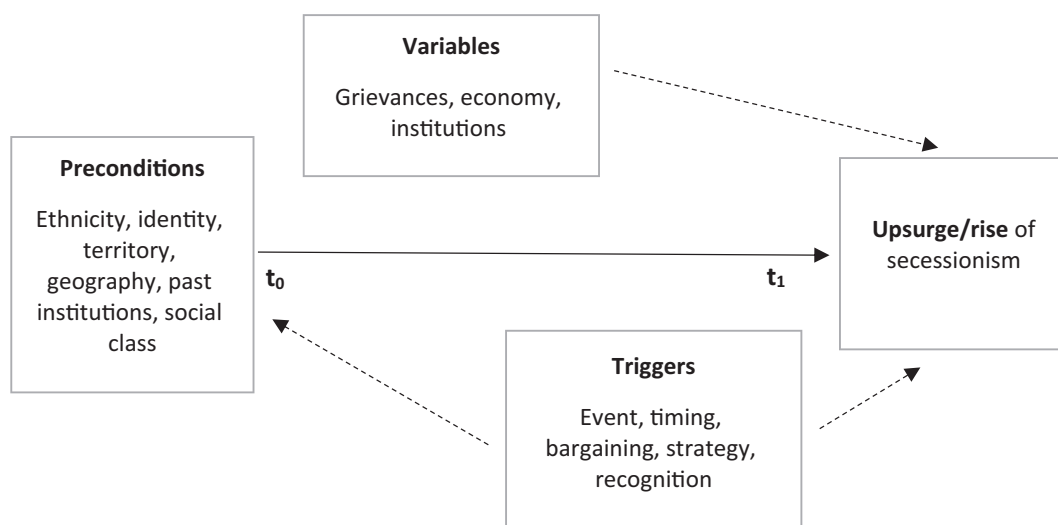 Variables
Grievances, economy,
institutions
Preconditions
Ethnicity, identity,
territory,
geography, past
institutions, social
class
t₀
t₁
Upsurge/rise of
secessionism
Triggers
Event, timing,
bargaining, strategy,
recognition